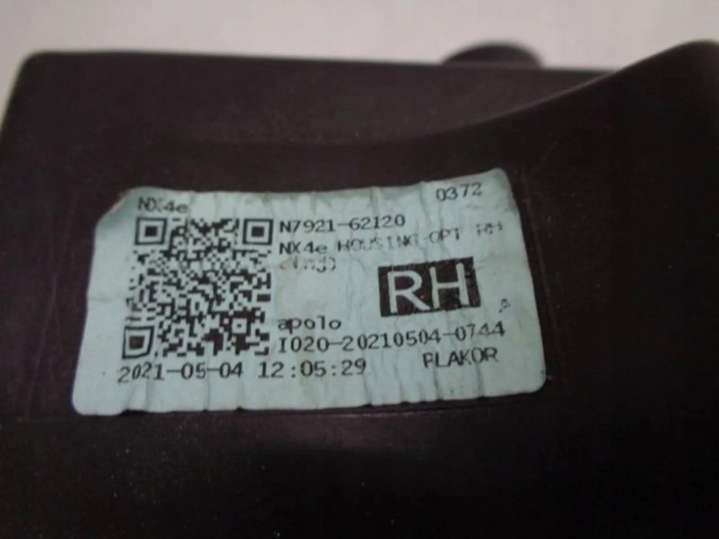 NX4e
0372
N7921-62120
NX4e HOUSING-OPT RH
RH
apolo
I020-20210504-0744
2021-05-04 12:05:29
PLAKOR